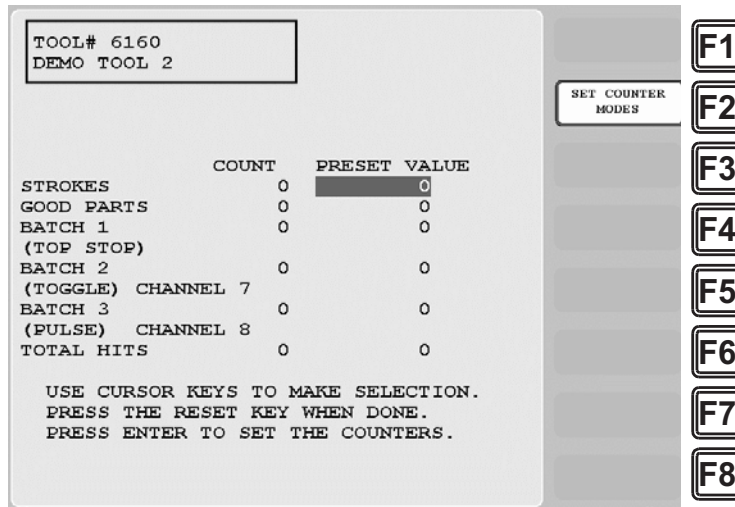 TOOL# 6160
DEMO TOOL 2
COUNT PRESET VALUE
STROKES 0 0
GOOD PARTS 0 0
BATCH 1 0 0
(TOP STOP)
BATCH 2 0 0
(TOGGLE) CHANNEL 7
BATCH 3 0 0
(PULSE) CHANNEL 8
TOTAL HITS 0 0
USE CURSOR KEYS TO MAKE SELECTION.
PRESS THE RESET KEY WHEN DONE.
PRESS ENTER TO SET THE COUNTERS.
SET COUNTER
MODES
F1
F2
F3
F4
F5
F6
F7
F8